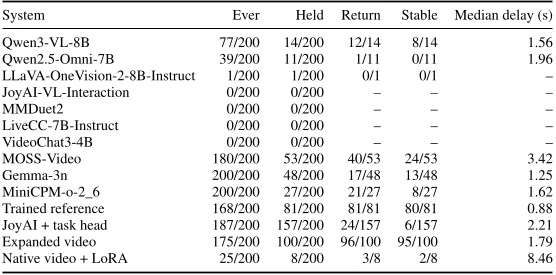 System Ever Held Return Stable Median delay (s)
Qwen3-VL-8B 77/200 14/200 12/14 8/14 1.56
Qwen2.5-Omni-7B 39/200 11/200 1/11 0/11 1.96
LLaVA-OneVision-2-8B-Instruct 1/200 1/200 0/1 0/1 –
JoyAI-VL-Interaction 0/200 0/200 – – –
MMDuet2 0/200 0/200 – – –
LiveCC-7B-Instruct 0/200 0/200 – – –
VideoChat3-4B 0/200 0/200 – – –
MOSS-Video 180/200 53/200 40/53 24/53 3.42
Gemma-3n 200/200 48/200 17/48 13/48 1.25
MiniCPM-o-2_6 200/200 27/200 21/27 8/27 1.62
Trained reference 168/200 81/200 81/81 80/81 0.88
JoyAI + task head 187/200 157/200 24/157 6/157 2.21
Expanded video 175/200 100/200 96/100 95/100 1.79
Native video + LoRA 25/200 8/200 3/8 2/8 8.46